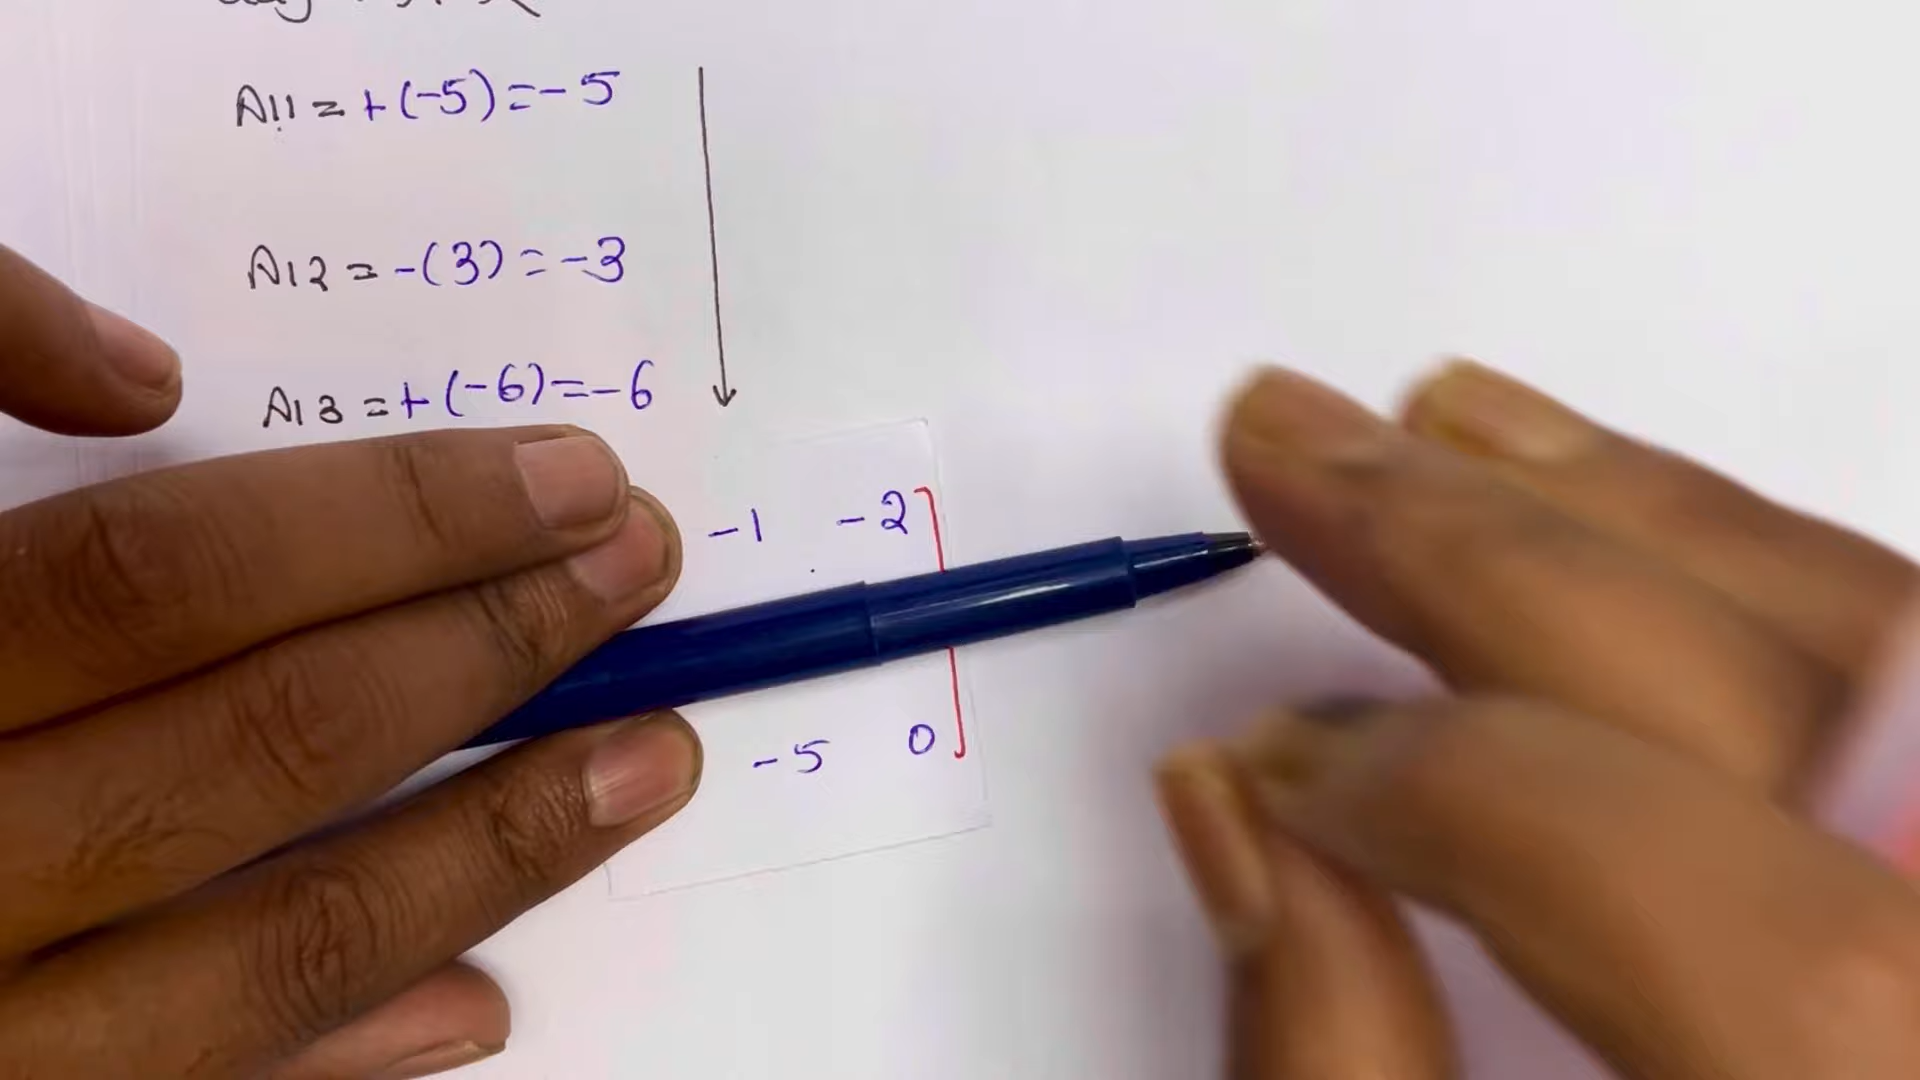 A11 = +(-5) = -5
A12 = -(3) = -3
A13 = +(-6) = -6
-1 -2]
-5 0]